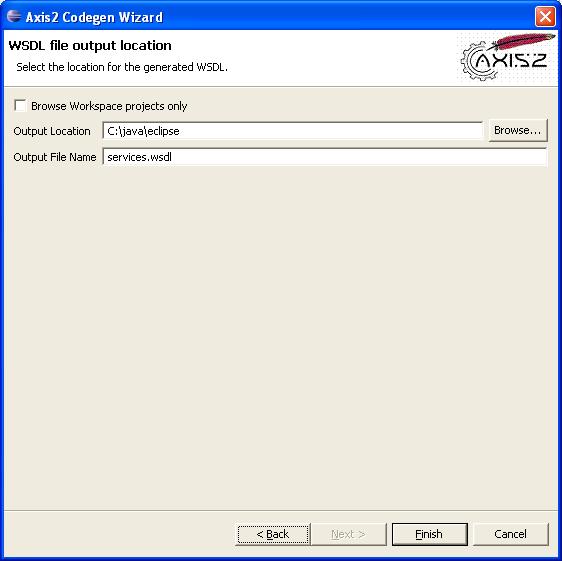 Axis2 Codegen Wizard
WSDL file output location
Select the location for the generated WSDL.
AXIS2
Browse Workspace projects only
Output Location C:\java\eclipse Browse...
Output File Name services.wsdl
< Back Next > Finish Cancel